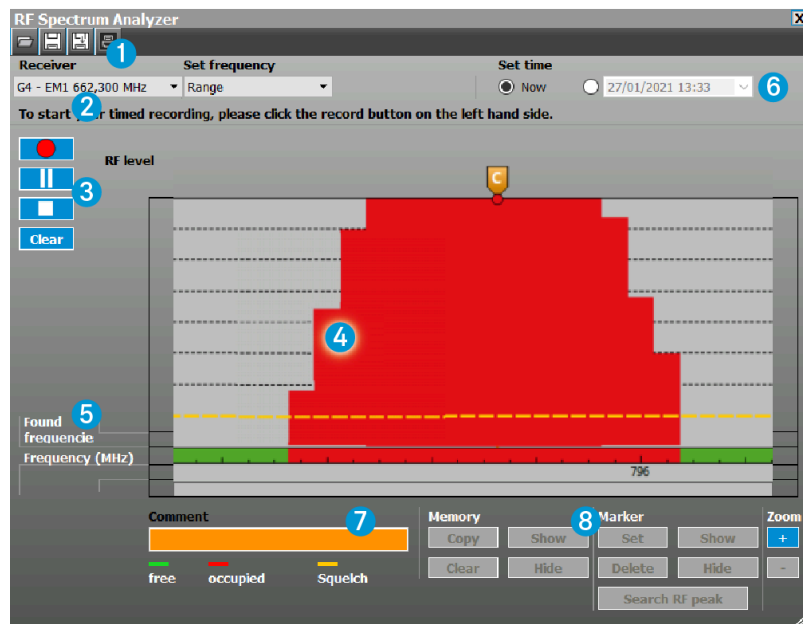 RF Spectrum Analyzer
X
1
Receiver Set frequency Set time
G4 - EM1 662,300 MHz Range Now 27/01/2021 13:33 6
2
To start your timed recording, please click the record button on the left hand side.
RF level
C
3
Clear
4
5
Found
frequencie
Frequency (MHz)
796
Comment 7 Memory 8 Marker Zoom
Copy Show Set Show +
Clear Hide Delete Hide -
free occupied Squelch
Search RF peak